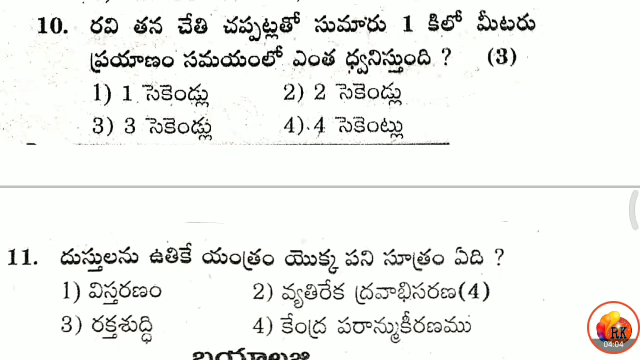 10. రవి తన చేతి చప్పట్లతో సుమారు 1 కిలో మీటరు
ప్రయాణం సమయంలో ఎంత ధ్వనిస్తుంది ? (3)
1) 1 సెకెండ్లు 2) 2 సెకెండ్లు
3) 3 సెకెండ్లు 4) 4 సెకెంట్లు
11. దుస్తులను ఉతికే యంత్రం యొక్క పని సూత్రం ఏది ?
1) విస్తరణం 2) వ్యతిరేక ద్రవాభిసరణ(4)
3) రక్తశుద్ధి 4) కేంద్ర పరాన్ముకీరణము
RK
04:04